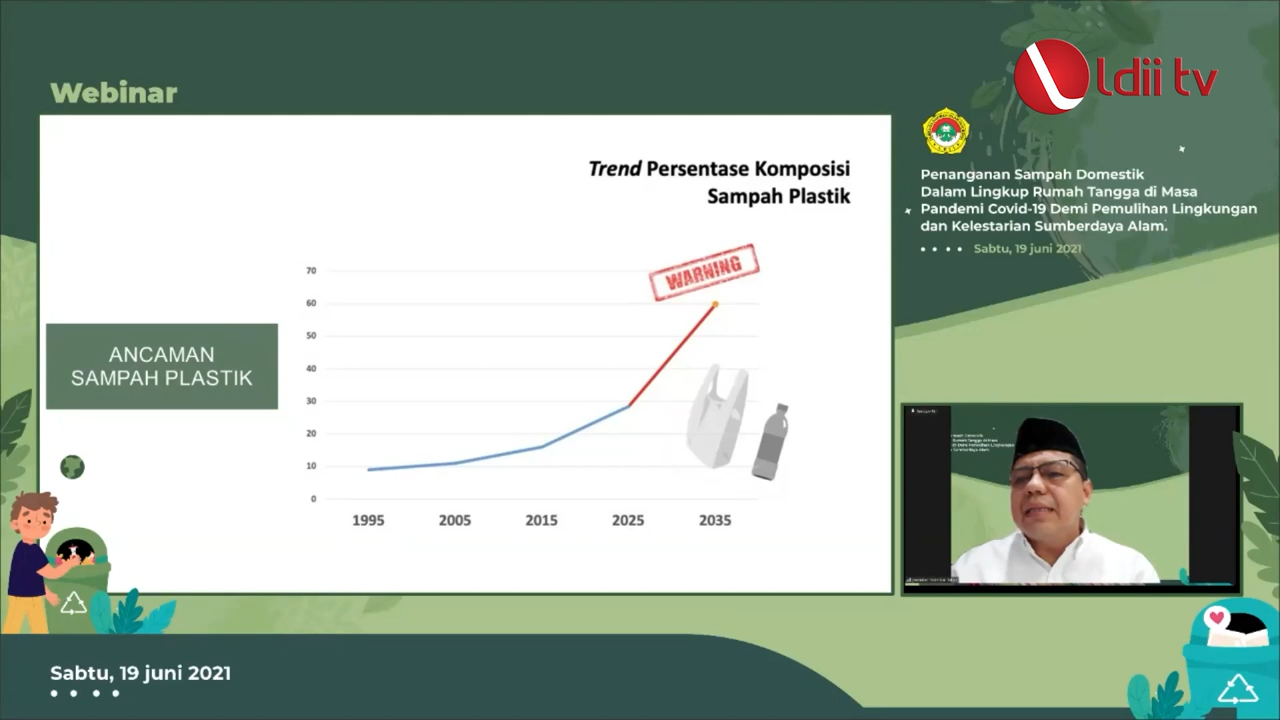 Webinar
ldii tv
Trend Persentase Komposisi
Sampah Plastik
Penanganan Sampah Domestik
Dalam Lingkup Rumah Tangga di Masa
Pandemi Covid-19 Demi Pemulihan Lingkungan
dan Kelestarian Sumberdaya Alam.
Sabtu, 19 juni 2021
ANCAMAN
SAMPAH PLASTIK
WARNING
70
60
50
40
30
20
10
0
1995 2005 2015 2025 2035
Sabtu, 19 juni 2021